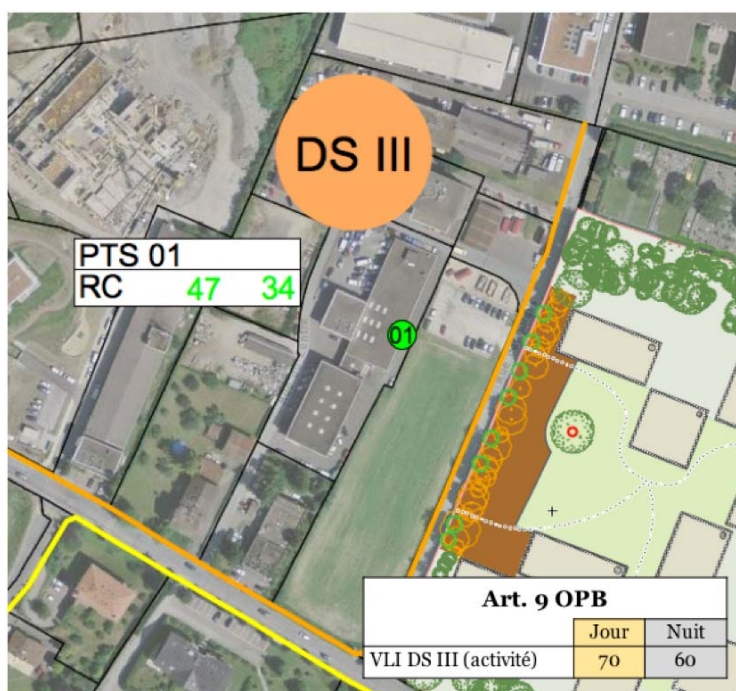 DS III
PTS 01
RC 47 34
01
Art. 9 OPB
Jour Nuit
VLI DS III (activité) 70 60